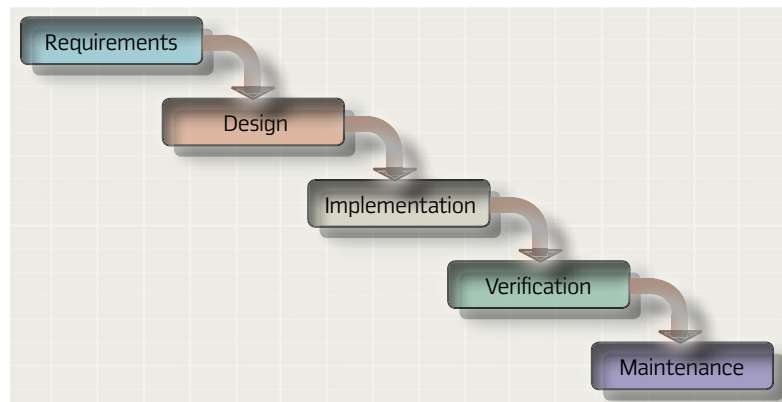 Requirements
Design
Implementation
Verification
Maintenance